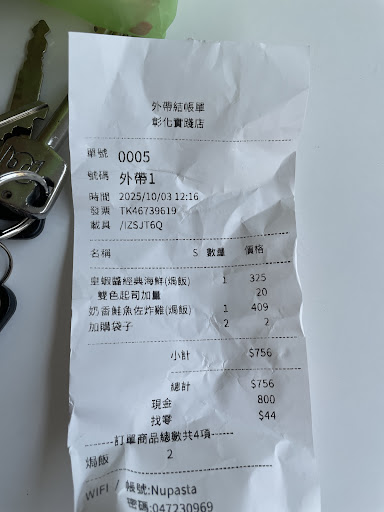 外帶結帳單
彰化實踐店
單號 0005
號碼 外帶1
時間 2025/10/03 12:16
發票 TK46739619
載具 /IZSJT6Q
名稱 S 數量 價格
皇蝦醬經典海鮮(焗飯) 1 325
雙色起司加量 20
奶香鮭魚佐炸雞(焗飯) 1 409
加購袋子 2 2
小計 $756
總計 $756
現金 800
找零 $44
訂單商品總數共4項
焗飯 2
WIFI / 帳號:Nupasta
密碼:047230969